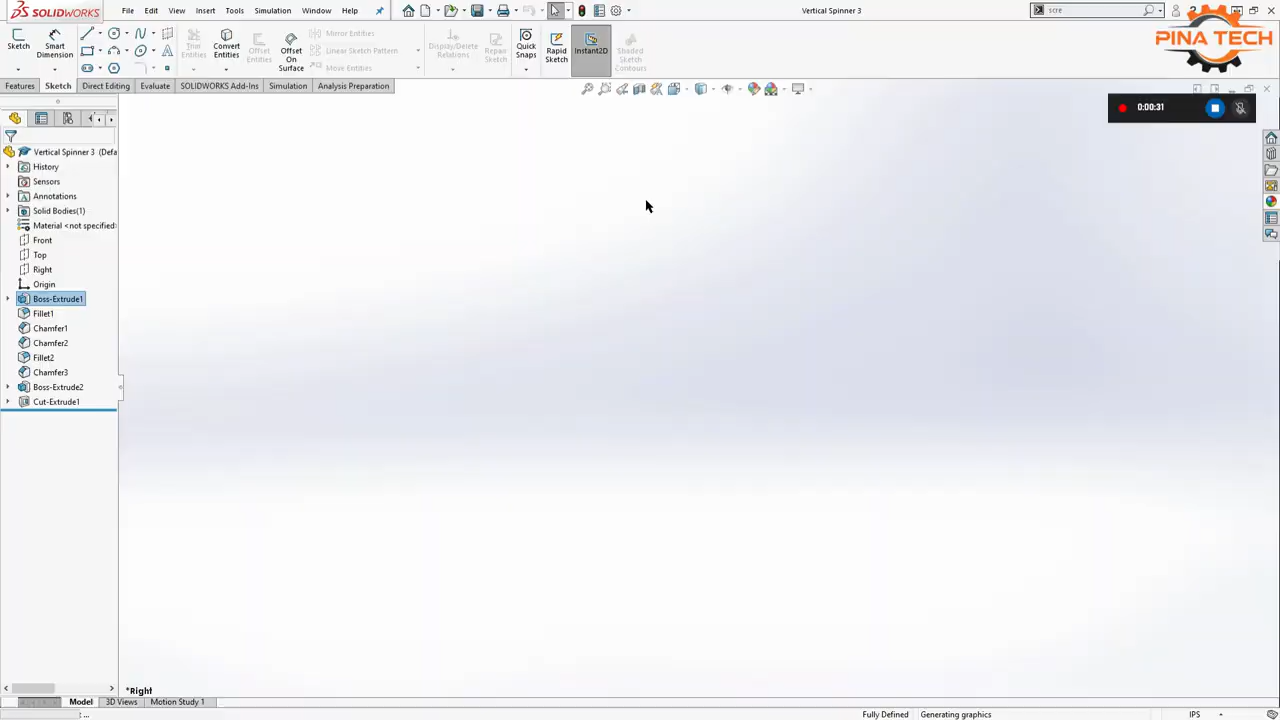 SOLIDWORKS
File Edit View Insert Tools Simulation Window Help
Vertical Spinner 3
scre
PINA TECH
Sketch
Smart Dimension
Trim Entities
Convert Entities
Offset Entities
Offset On Surface
Mirror Entities
Linear Sketch Pattern
Move Entities
Display/Delete Relations
Repair Sketch
Quick Snaps
Rapid Sketch
Instant2D
Shaded Sketch Contours
Features Sketch Direct Editing Evaluate SOLIDWORKS Add-Ins Simulation Analysis Preparation
0:00:31
Vertical Spinner 3 (Defa
History
Sensors
Annotations
Solid Bodies(1)
Material <not specified
Front
Top
Right
Origin
Boss-Extrude1
Fillet1
Chamfer1
Chamfer2
Fillet2
Chamfer3
Boss-Extrude2
Cut-Extrude1
*Right
Model 3D Views Motion Study 1
... Fully Defined Generating graphics IPS